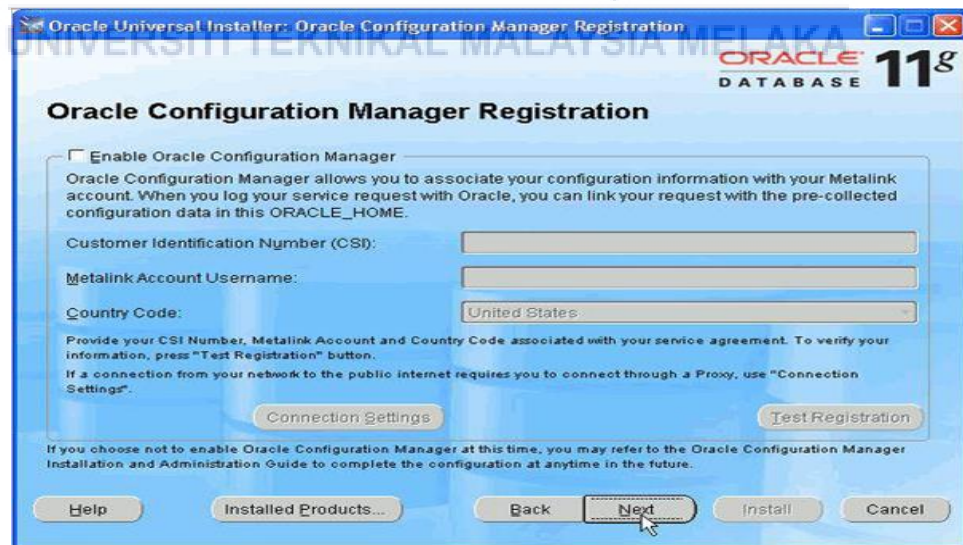 Oracle Universal Installer: Oracle Configuration Manager Registration
UNIVERSITI TEKNIKAL MALAYSIA MELAKA
ORACLE
DATABASE
11g
Oracle Configuration Manager Registration
Enable Oracle Configuration Manager
Oracle Configuration Manager allows you to associate your configuration information with your Metalink
account. When you log your service request with Oracle, you can link your request with the pre-collected
configuration data in this ORACLE_HOME.
Customer Identification Number (CSI):
Metalink Account Username:
Country Code:
United States
Provide your CSI Number, Metalink Account and Country Code associated with your service agreement. To verify your
information, press "Test Registration" button.
If a connection from your network to the public internet requires you to connect through a Proxy, use "Connection
Settings".
Connection Settings
Test Registration
If you choose not to enable Oracle Configuration Manager at this time, you may refer to the Oracle Configuration Manager
Installation and Administration Guide to complete the configuration at anytime in the future.
Help
Installed Products...
Back
Next
Install
Cancel